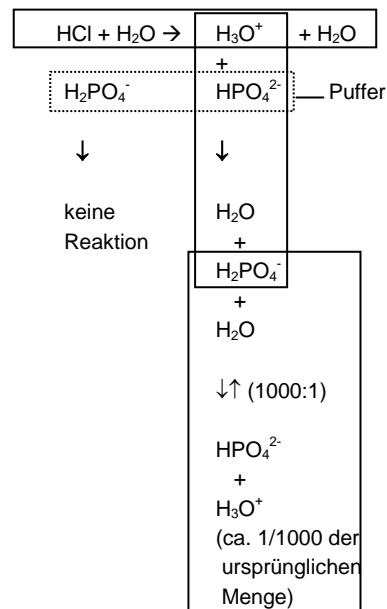 HCl + H₂O → H₃O⁺ + H₂O
+
H₂PO₄⁻ HPO₄²⁻ Puffer
↓ ↓
keine H₂O
Reaktion +
H₂PO₄⁻
+
H₂O
↓↑ (1000:1)
HPO₄²⁻
+
H₃O⁺
(ca. 1/1000 der
ursprünglichen
Menge)